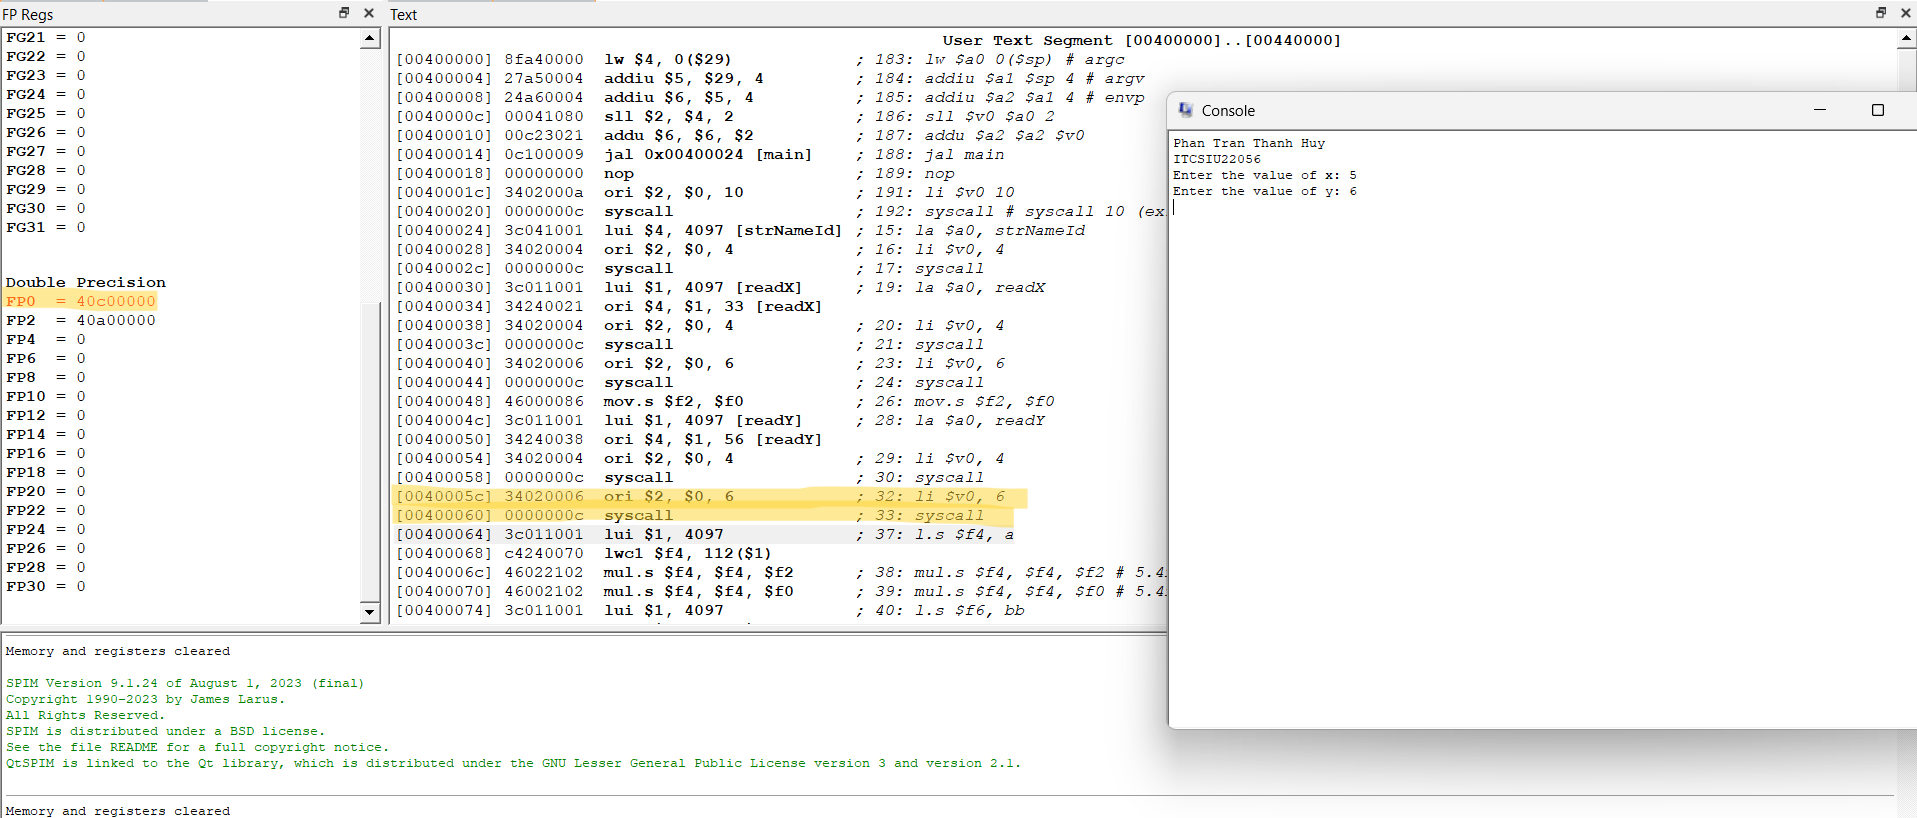 FP Regs
FG21 = 0
FG22 = 0
FG23 = 0
FG24 = 0
FG25 = 0
FG26 = 0
FG27 = 0
FG28 = 0
FG29 = 0
FG30 = 0
FG31 = 0
Double Precision
FP0 = 40c00000
FP2 = 40a00000
FP4 = 0
FP6 = 0
FP8 = 0
FP10 = 0
FP12 = 0
FP14 = 0
FP16 = 0
FP18 = 0
FP20 = 0
FP22 = 0
FP24 = 0
FP26 = 0
FP28 = 0
FP30 = 0
Text
User Text Segment [00400000]..[00440000]
[00400000] 8fa40000 lw $4, 0($29) ; 183: lw $a0 0($sp) # argc
[00400004] 27a50004 addiu $5, $29, 4 ; 184: addiu $a1 $sp 4 # argv
[00400008] 24a60004 addiu $6, $5, 4 ; 185: addiu $a2 $a1 4 # envp
[0040000c] 00041080 sll $2, $4, 2 ; 186: sll $v0 $a0 2
[00400010] 00c23021 addu $6, $6, $2 ; 187: addu $a2 $a2 $v0
[00400014] 0c100009 jal 0x00400024 [main] ; 188: jal main
[00400018] 00000000 nop ; 189: nop
[0040001c] 3402000a ori $2, $0, 10 ; 191: li $v0 10
[00400020] 0000000c syscall ; 192: syscall # syscall 10 (ex
[00400024] 3c041001 lui $4, 4097 [strNameId] ; 15: la $a0, strNameId
[00400028] 34020004 ori $2, $0, 4 ; 16: li $v0, 4
[0040002c] 0000000c syscall ; 17: syscall
[00400030] 3c011001 lui $1, 4097 [readX] ; 19: la $a0, readX
[00400034] 34240021 ori $4, $1, 33 [readX]
[00400038] 34020004 ori $2, $0, 4 ; 20: li $v0, 4
[0040003c] 0000000c syscall ; 21: syscall
[00400040] 34020006 ori $2, $0, 6 ; 23: li $v0, 6
[00400044] 0000000c syscall ; 24: syscall
[00400048] 46000086 mov.s $f2, $f0 ; 26: mov.s $f2, $f0
[0040004c] 3c011001 lui $1, 4097 [readY] ; 28: la $a0, readY
[00400050] 34240038 ori $4, $1, 56 [readY]
[00400054] 34020004 ori $2, $0, 4 ; 29: li $v0, 4
[00400058] 0000000c syscall ; 30: syscall
[0040005c] 34020006 ori $2, $0, 6 ; 32: li $v0, 6
[00400060] 0000000c syscall ; 33: syscall
[00400064] 3c011001 lui $1, 4097 ; 37: l.s $f4, a
[00400068] c4240070 lwc1 $f4, 112($1)
[0040006c] 46022102 mul.s $f4, $f4, $f2 ; 38: mul.s $f4, $f4, $f2 # 5.4
[00400070] 46002102 mul.s $f4, $f4, $f0 ; 39: mul.s $f4, $f4, $f0 # 5.4
[00400074] 3c011001 lui $1, 4097 ; 40: l.s $f6, bb
Console
Phan Tran Thanh Huy
ITCSIU22056
Enter the value of x: 5
Enter the value of y: 6
Memory and registers cleared
SPIM Version 9.1.24 of August 1, 2023 (final)
Copyright 1990-2023 by James Larus.
All Rights Reserved.
SPIM is distributed under a BSD license.
See the file README for a full copyright notice.
QtSPIM is linked to the Qt library, which is distributed under the GNU Lesser General Public License version 3 and version 2.1.
Memory and registers cleared